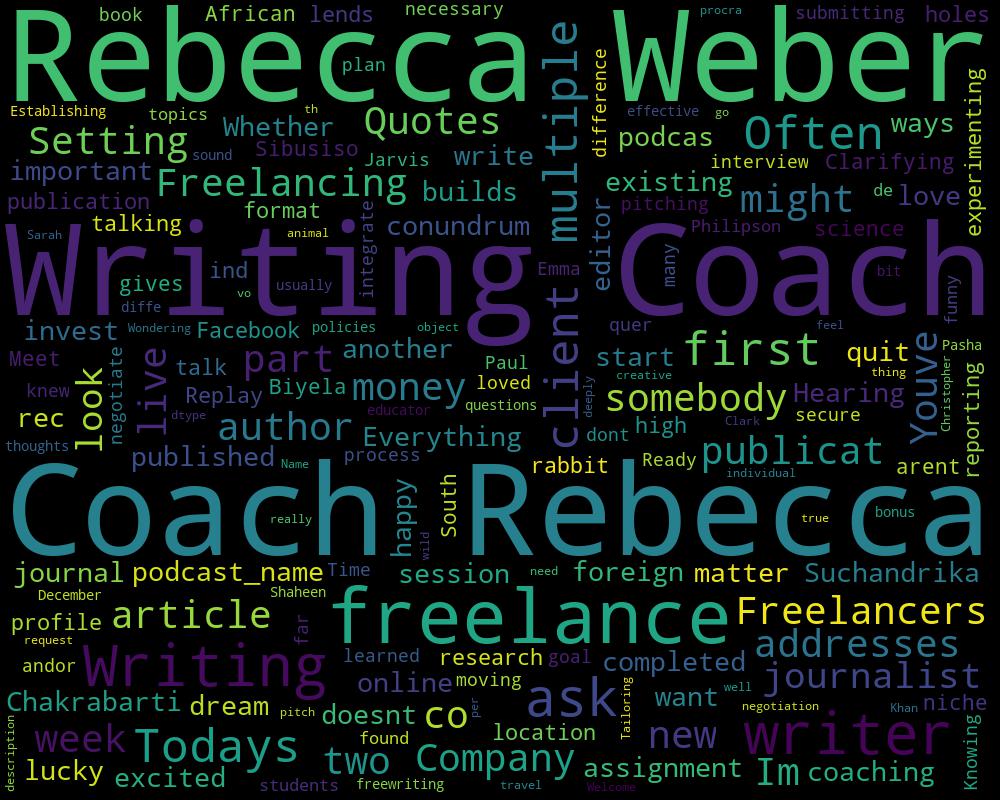 book African lends necessary procra submitting holes
Rebecca Weber
plan multiple difference
Establishing topics th Quotes effective go experimenting
Setting Whether podcas Often ways
sound Sibusiso Jarvis write interview Clarifying
important Freelancing builds existing might de love
publication format pitching
talking animal integrate conundrum editor many Philipson science
Sarah Writing Coach
ind Emma bit
gives vo usually client funny
diffe
invest Wondering Facebook policies object quer feel
Meet part another start first quit Youve Pasha
look negotiate live talk Paul creative thing Christopher
knew Replay Biyela money loved deeply somebody Hearing reporting
rec dtype educator questions Clark secure
author Everything dont high publicat
thoughts published process rabbit Ready arent
Name individual
Coach happy South Rebecca
really wild true bonus
journal podcast_name Time session need foreign matter Suchandrika
December Shaheen
profile article far freelance Freelancers
request addresses
andor Writing learned research goal completed journalist
online moving
Chakrabarti dream pitch doesnt co per ask Tailoring want well negotiation Khan niche
description week Todays found location new writer Knowing
lucky excited two Company assignment Im coaching
students freewriting travel Welcome